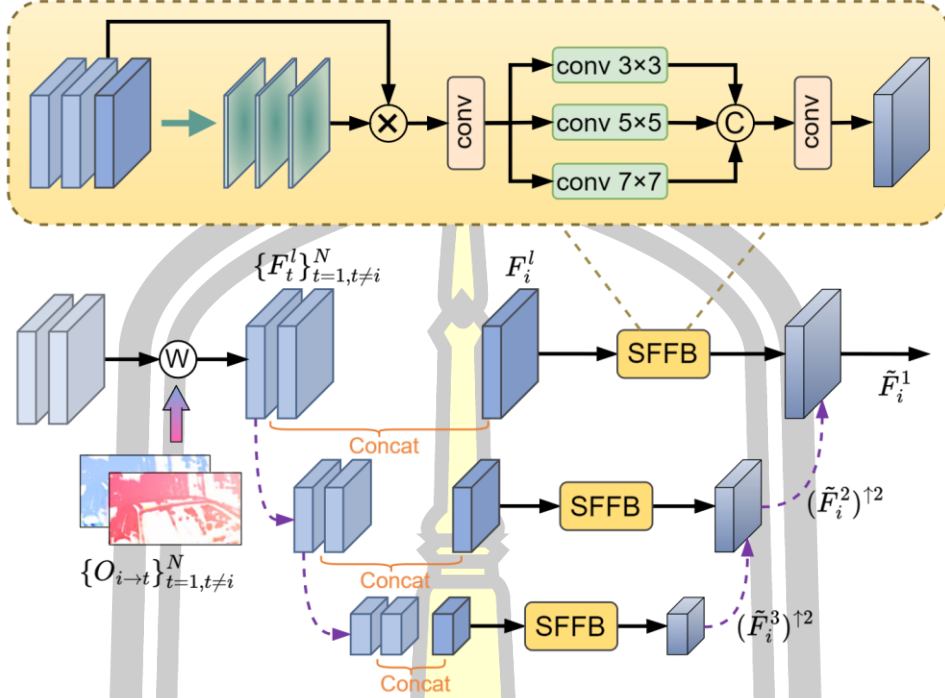 conv 3×3
conv
conv 5×5
C
conv
conv 7×7
{F_t^l}_{t=1,t≠i}^N
F_i^l
W
SFFB
F̃_i^1
Concat
SFFB
(F̃_i^2)^{↑2}
{O_{i→t}}_{t=1,t≠i}^N
Concat
SFFB
(F̃_i^3)^{↑2}
Concat